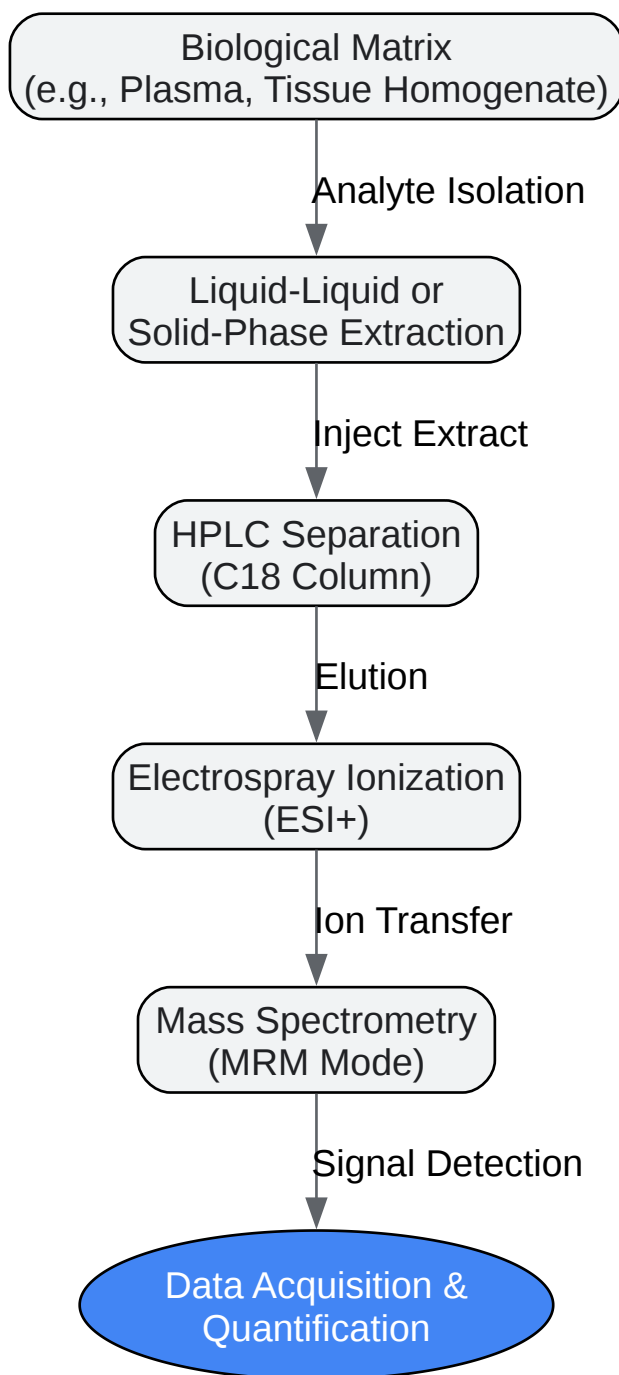 Biological Matrix
(e.g., Plasma, Tissue Homogenate)
Analyte Isolation
Liquid-Liquid or
Solid-Phase Extraction
Inject Extract
HPLC Separation
(C18 Column)
Elution
Electrospray Ionization
(ESI+)
Ion Transfer
Mass Spectrometry
(MRM Mode)
Signal Detection
Data Acquisition &
Quantification